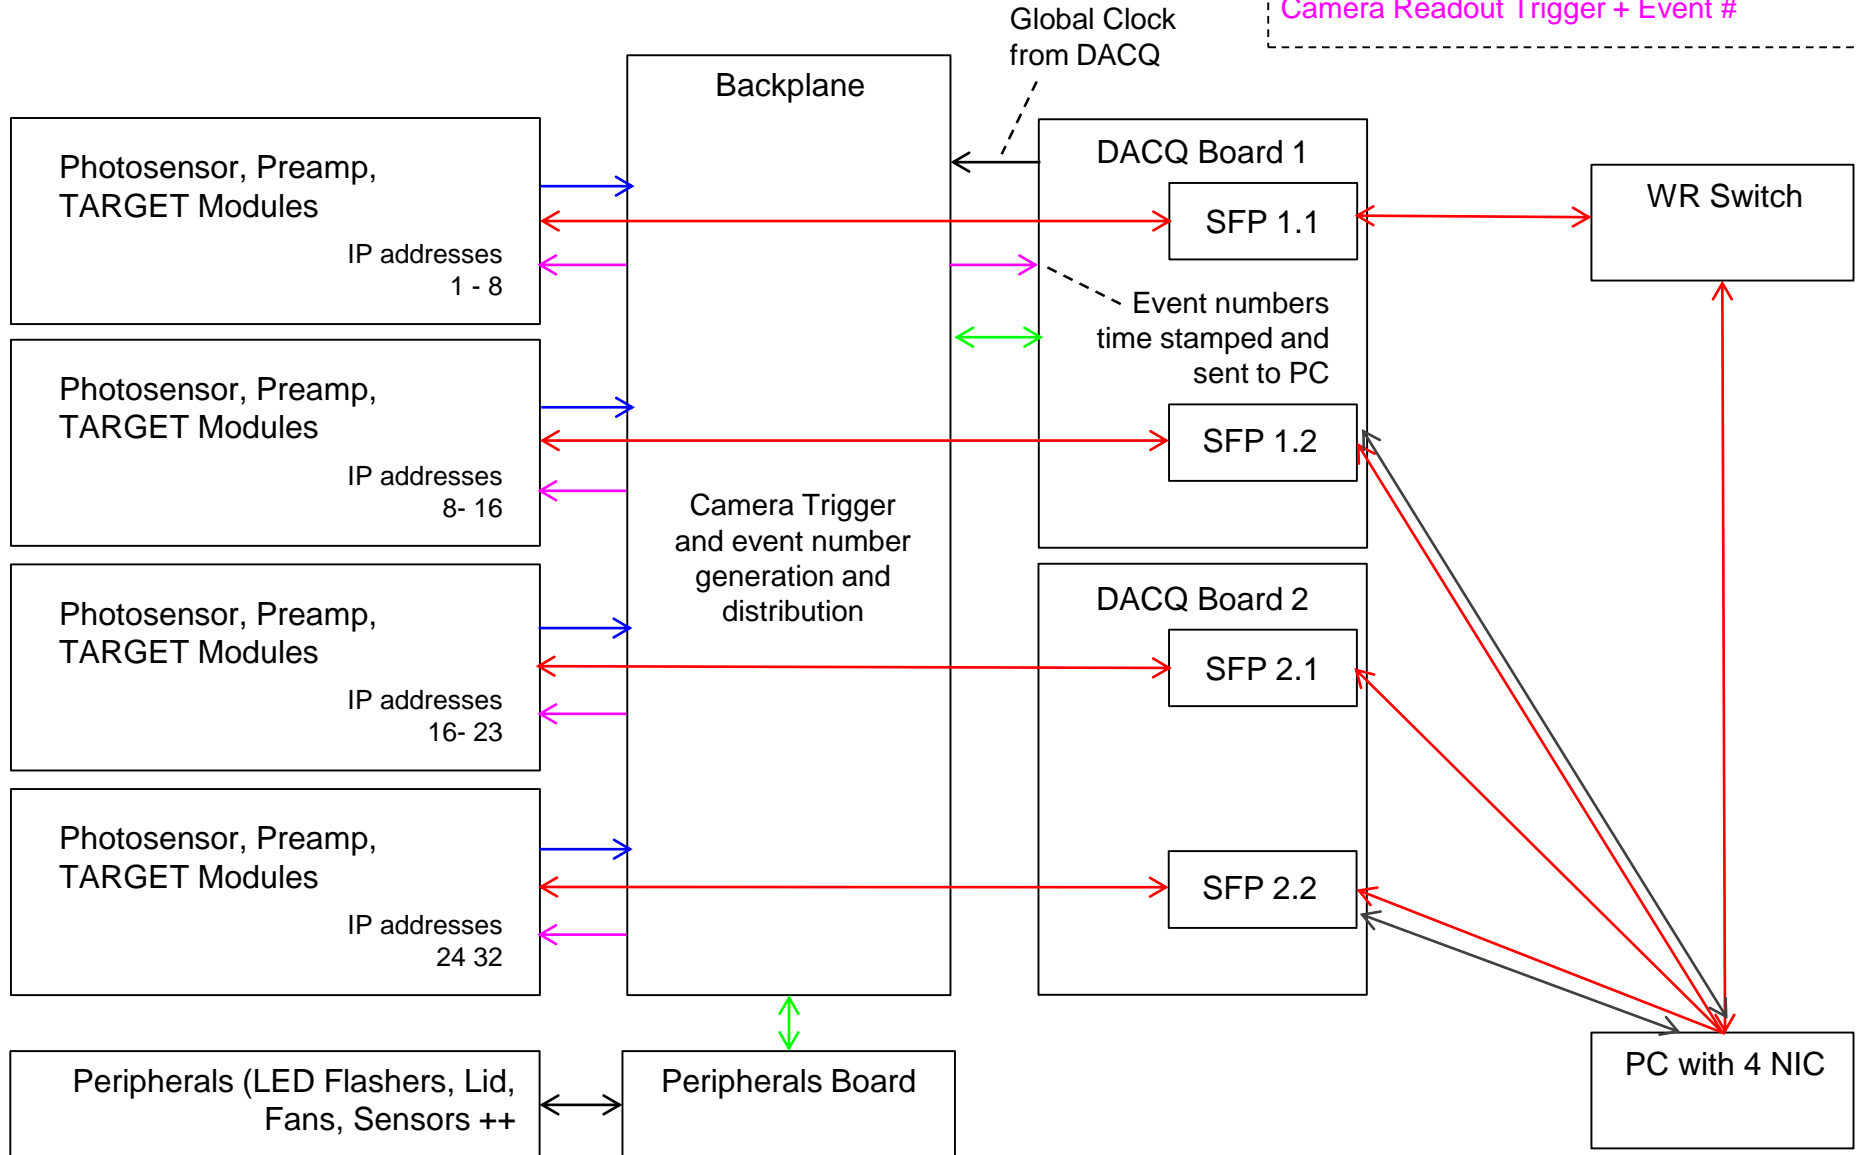 Camera Readout Trigger + Event #
Global Clock
from DACQ
Backplane
Photosensor, Preamp,
TARGET Modules
IP addresses
1 - 8
DACQ Board 1
SFP 1.1
WR Switch
Event numbers
time stamped and
sent to PC
Photosensor, Preamp,
TARGET Modules
IP addresses
8- 16
SFP 1.2
Camera Trigger
and event number
generation and
distribution
Photosensor, Preamp,
TARGET Modules
IP addresses
16- 23
DACQ Board 2
SFP 2.1
Photosensor, Preamp,
TARGET Modules
IP addresses
24 32
SFP 2.2
Peripherals (LED Flashers, Lid,
Fans, Sensors ++
Peripherals Board
PC with 4 NIC